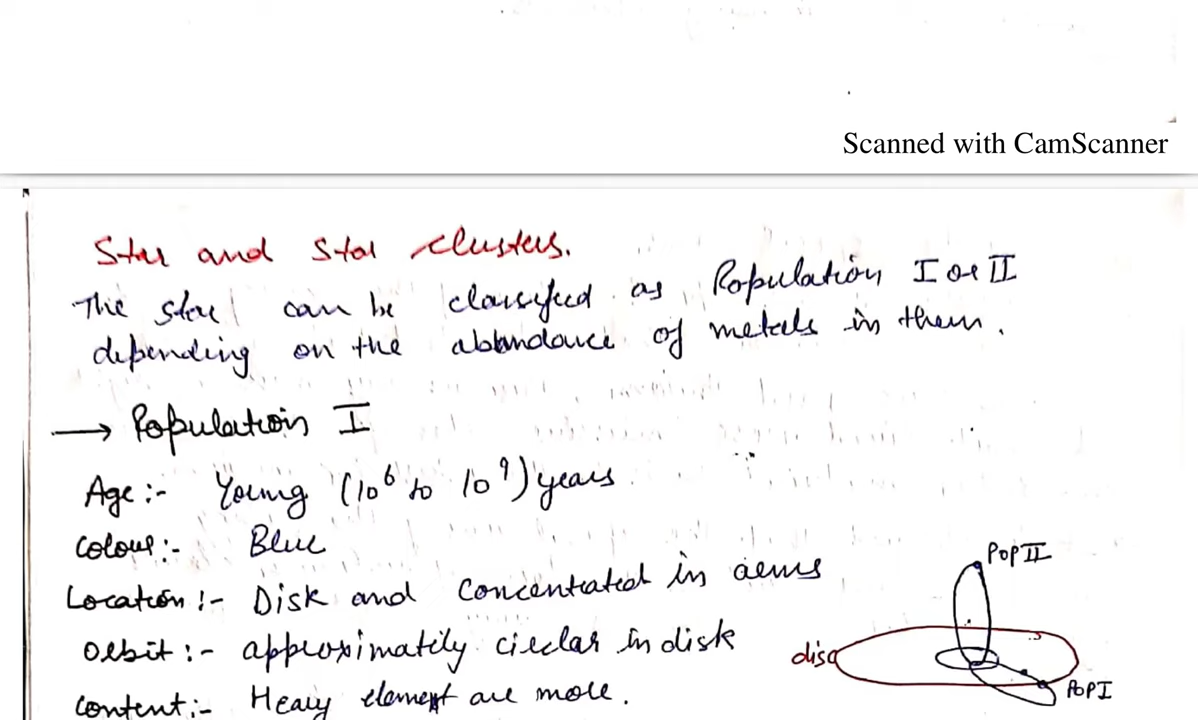 Scanned with CamScanner
Star and Star clusters.
The star can be classified as Population I or II
depending on the abundance of metals in them.
→ Population I
Age :- Young (10⁶ to 10⁹) years
Colour :- Blue
Location :- Disk and concentrated in arms
Orbit :- approximately circlar in disk
Content :- Heavy element are more.
Pop II
disc
Pop I